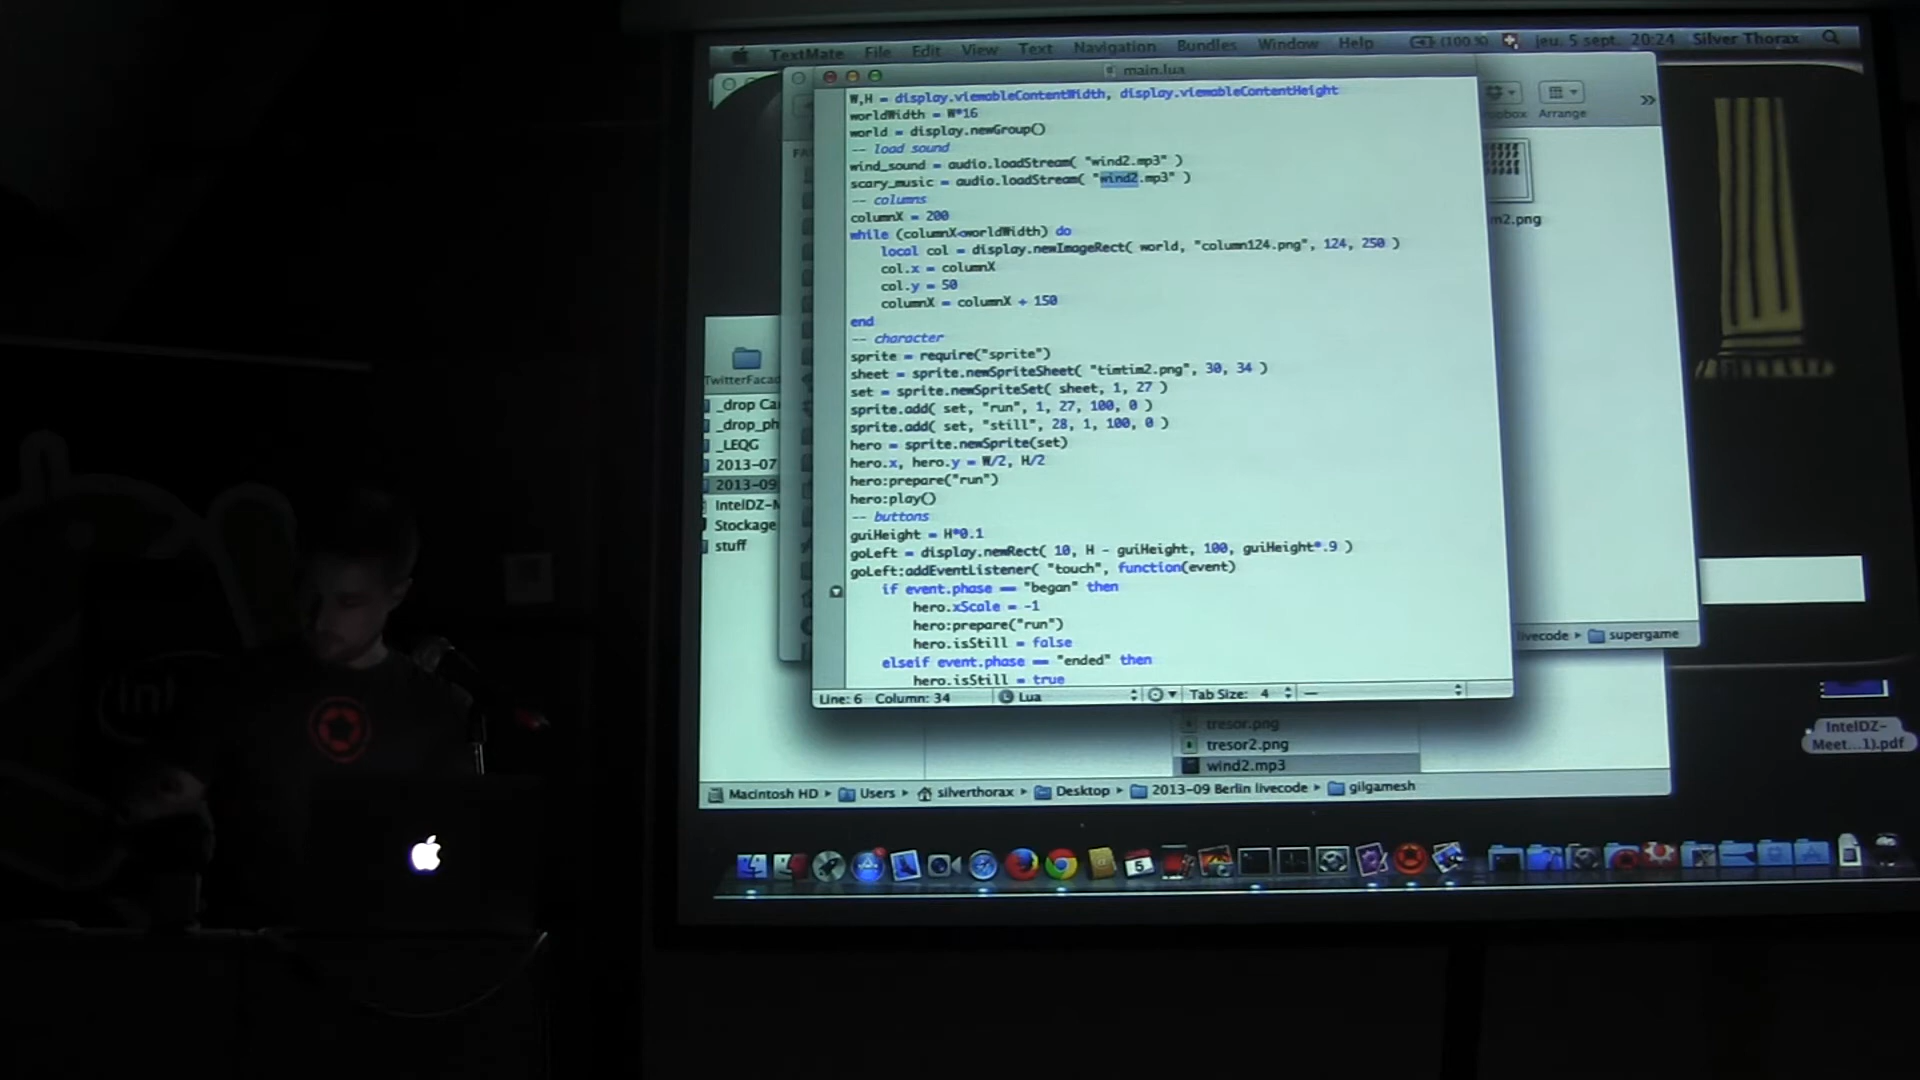 TextMate File Edit View Text Navigation Bundles Window Help (100 %) jeu. 5 sept. 20:24 Silver Thorax
main.lua
W,H = display.viewableContentWidth, display.viewableContentHeight
worldWidth = W*16
world = display.newGroup()
-- load sound
wind_sound = audio.loadStream( "wind2.mp3" )
scary_music = audio.loadStream( "wind2.mp3" )
-- columns
columnX = 200
while (columnX<worldWidth) do
local col = display.newImageRect( world, "column124.png", 124, 250 )
col.x = columnX
col.y = 50
columnX = columnX + 150
end
-- character
sprite = require("sprite")
sheet = sprite.newSpriteSheet( "timtim2.png", 30, 34 )
set = sprite.newSpriteSet( sheet, 1, 27 )
sprite.add( set, "run", 1, 27, 100, 0 )
sprite.add( set, "still", 28, 1, 100, 0 )
hero = sprite.newSprite(set)
hero.x, hero.y = W/2, H/2
hero:prepare("run")
hero:play()
-- buttons
guiHeight = H*0.1
goLeft = display.newRect( 10, H - guiHeight, 100, guiHeight*.9 )
goLeft:addEventListener( "touch", function(event)
if event.phase == "began" then
hero.xScale = -1
hero:prepare("run")
hero.isStill = false
elseif event.phase == "ended" then
hero.isStill = true
Line: 6 Column: 34 Lua Tab Size: 4 —
opbox Arrange
m2.png
FA
TwitterFacad
_drop Ca
_drop_ph
_LEQG
2013-07
2013-09
IntelDZ-M
Stockage
stuff
livecode supergame
tresor.png
tresor2.png
wind2.mp3
Macintosh HD Users silverthorax Desktop 2013-09 Berlin livecode gilgamesh
IntelDZ-
Meet...1).pdf
5
int